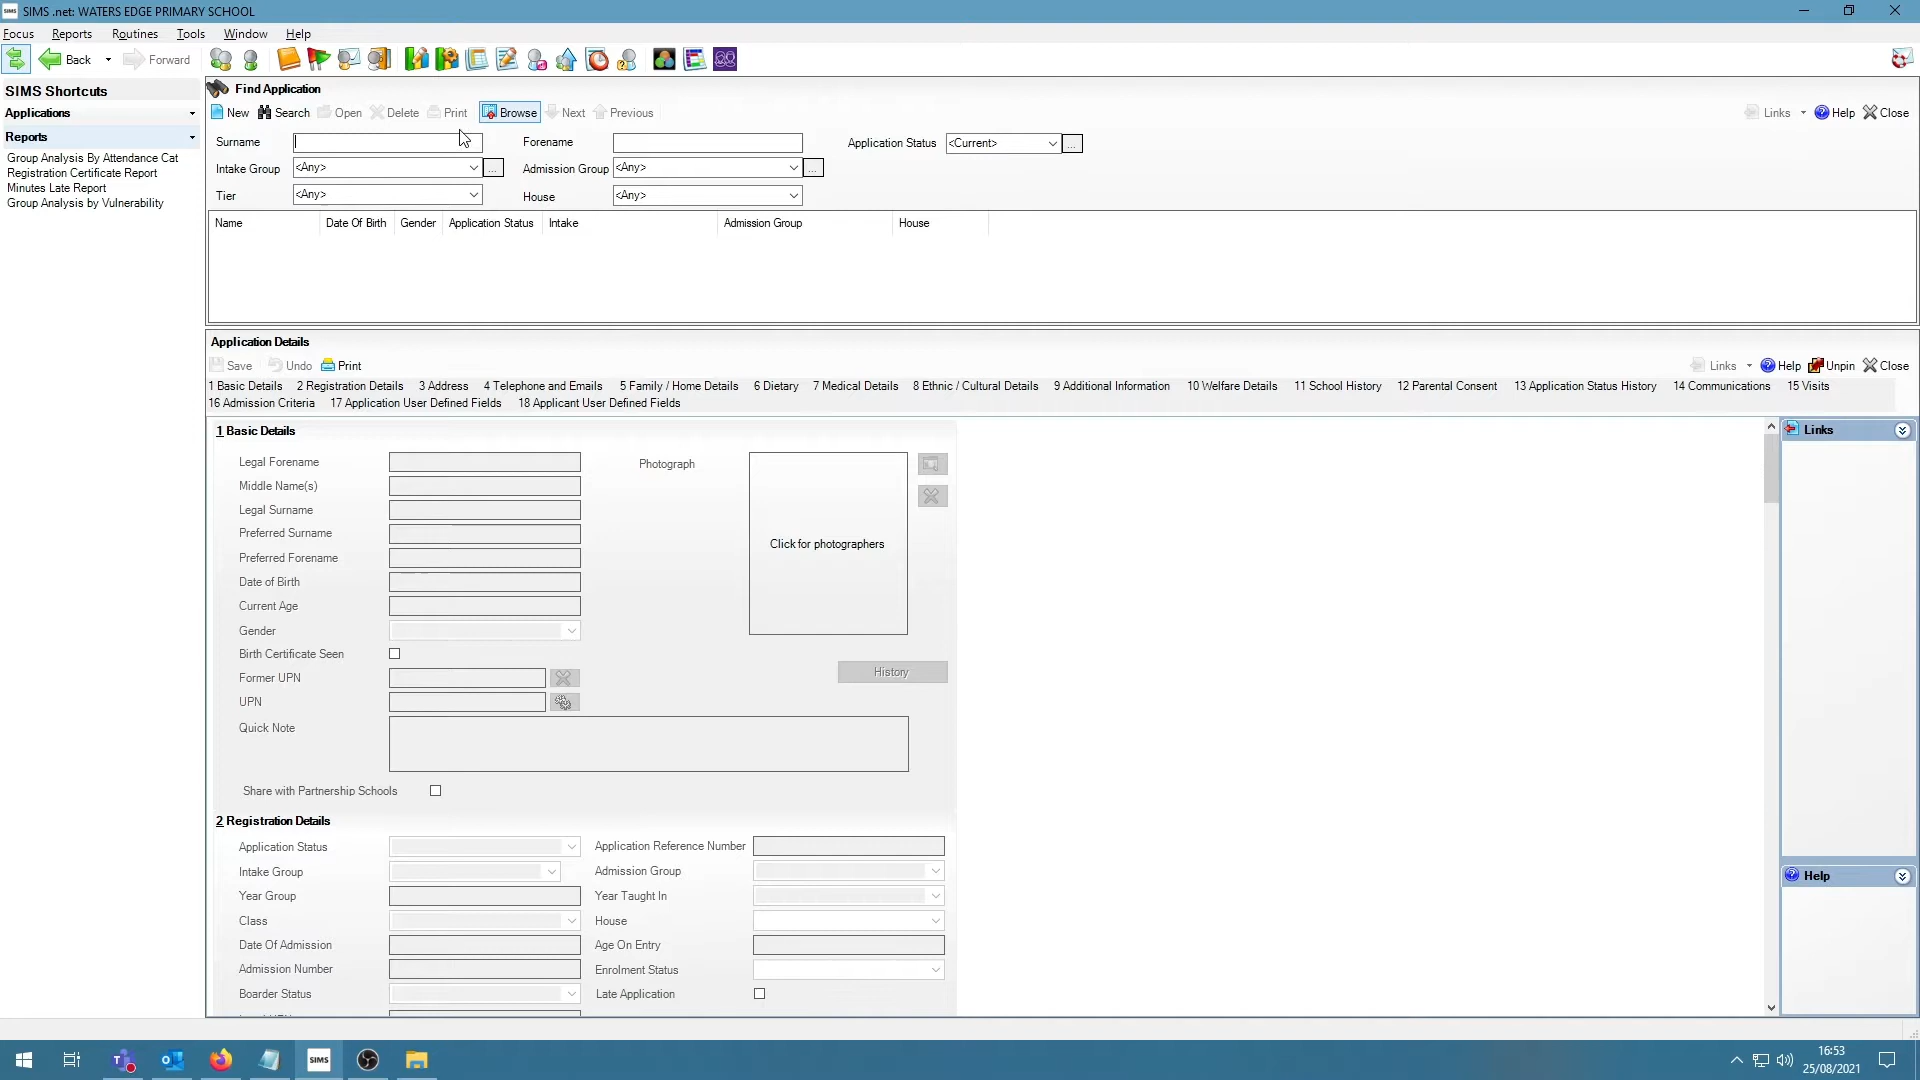 SIMS .net: WATERS EDGE PRIMARY SCHOOL
Focus Reports Routines Tools Window Help
Back Forward
SIMS Shortcuts
Applications
Reports
Group Analysis By Attendance Cat
Registration Certificate Report
Minutes Late Report
Group Analysis by Vulnerability
Find Application
New Search Open Delete Print Browse Next Previous Links Help Close
Surname Forename Application Status <Current> ...
Intake Group <Any> ... Admission Group <Any> ...
Tier <Any> House <Any>
Name Date Of Birth Gender Application Status Intake Admission Group House
Application Details
Save Undo Print Links Help Unpin Close
1 Basic Details 2 Registration Details 3 Address 4 Telephone and Emails 5 Family / Home Details 6 Dietary 7 Medical Details 8 Ethnic / Cultural Details 9 Additional Information 10 Welfare Details 11 School History 12 Parental Consent 13 Application Status History 14 Communications 15 Visits
16 Admission Criteria 17 Application User Defined Fields 18 Applicant User Defined Fields
1 Basic Details
Legal Forename Photograph
Middle Name(s)
Legal Surname
Preferred Surname
Preferred Forename Click for photographers
Date of Birth
Current Age
Gender
Birth Certificate Seen
Former UPN History
UPN
Quick Note
Share with Partnership Schools
2 Registration Details
Application Status Application Reference Number
Intake Group Admission Group
Year Group Year Taught In
Class House
Date Of Admission Age On Entry
Admission Number Enrolment Status
Boarder Status Late Application
Links
Help
SIMS
16:53
25/08/2021